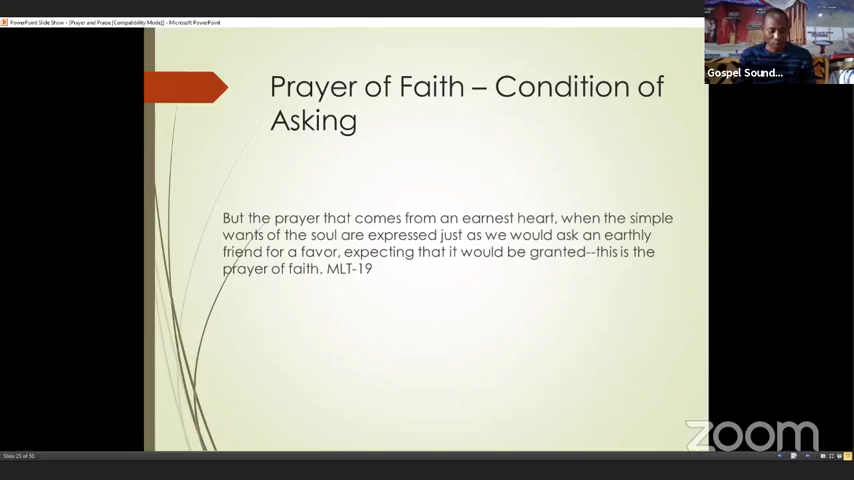 PowerPoint Slide Show - [Prayer and Praise [Compatibility Mode]] - Microsoft PowerPoint
Gospel Sound...
Prayer of Faith – Condition of
Asking
But the prayer that comes from an earnest heart, when the simple
wants of the soul are expressed just as we would ask an earthly
friend for a favor, expecting that it would be granted--this is the
prayer of faith. MLT-19
zoom
Slide 25 of 50